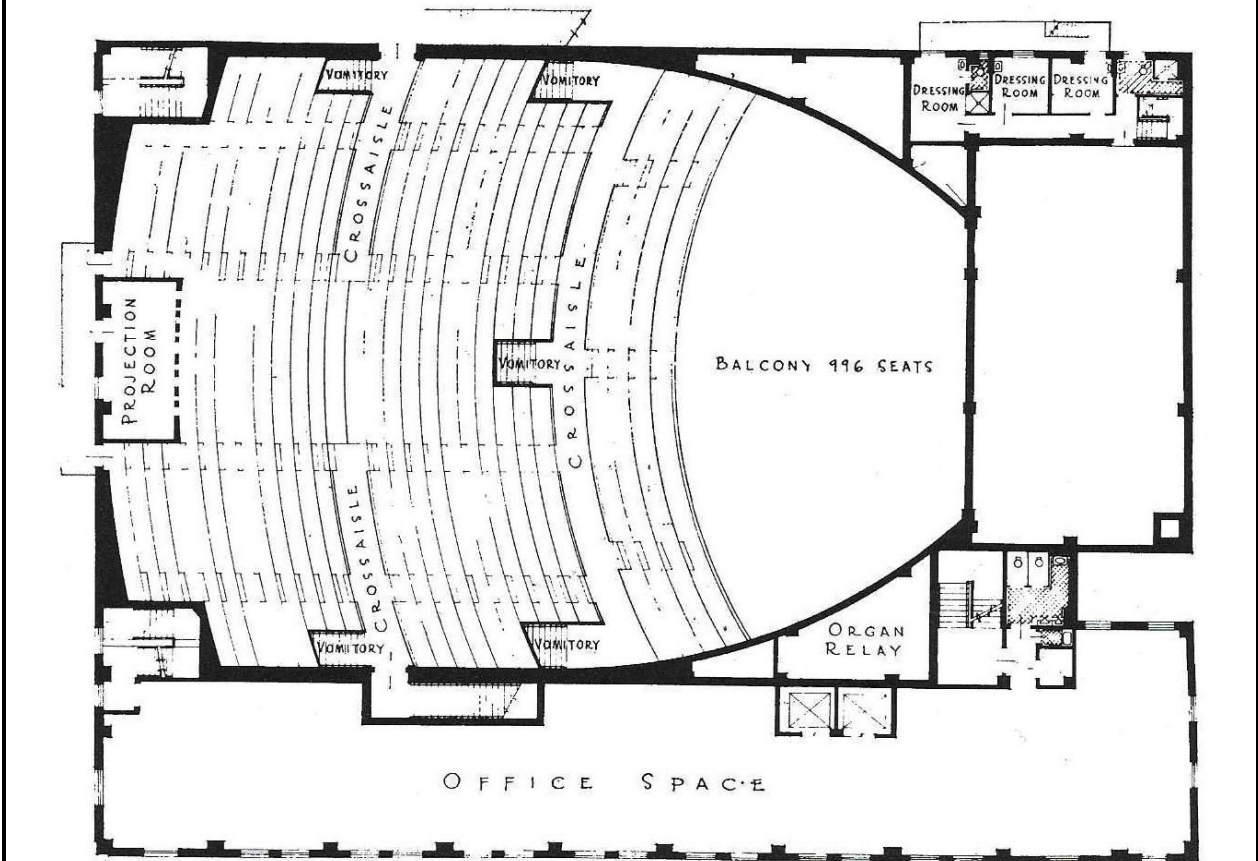 VOMITORY
VOMITORY
DRESSING
ROOM
DRESSING
ROOM
DRESSING
ROOM
CROSSAISLE
CROSSAISLE
PROJECTION
ROOM
VOMITORY
BALCONY 996 SEATS
CROSSAISLE
VOMITORY
VOMITORY
ORGAN
RELAY
OFFICE SPACE